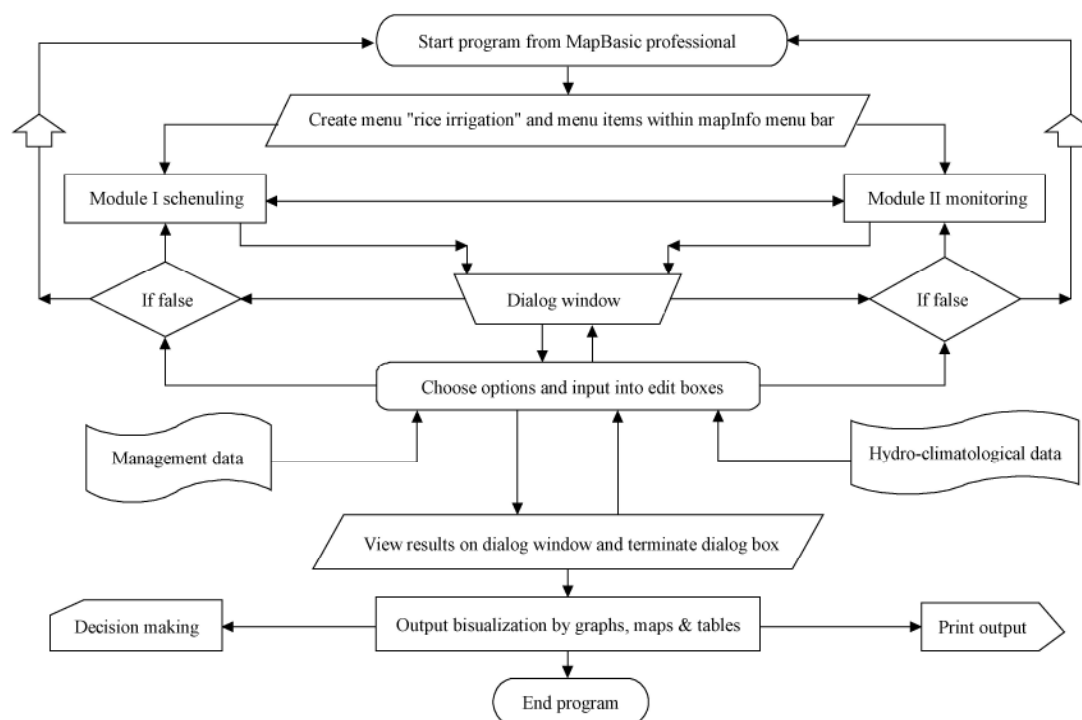 Start program from MapBasic professional
Create menu "rice irrigation" and menu items within mapInfo menu bar
Module I schenuling
Module II monitoring
If false
Dialog window
If false
Choose options and input into edit boxes
Management data
Hydro-climatological data
View results on dialog window and terminate dialog box
Decision making
Output bisualization by graphs, maps & tables
Print output
End program